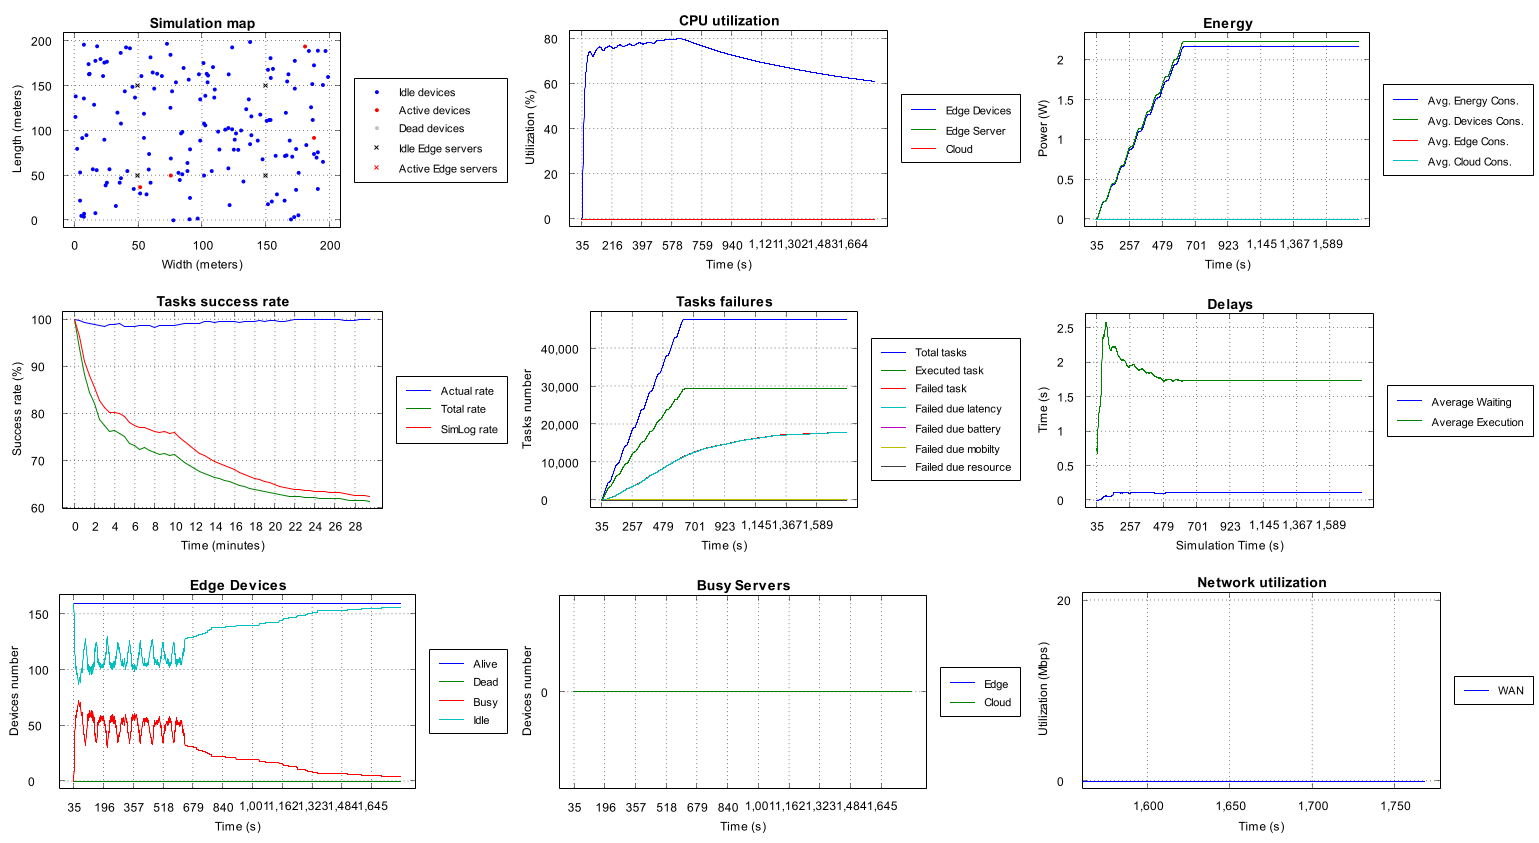 Simulation map
Length (meters)
200
150
100
50
0
0 50 100 150 200
Width (meters)
Idle devices
Active devices
Dead devices
Idle Edge servers
Active Edge servers
CPU utilization
Utilization (%)
80
60
40
20
0
35 216 397 578 759 940 1,121 1,302 1,483 1,664
Time (s)
Edge Devices
Edge Server
Cloud
Energy
Power (W)
2
1.5
1
0.5
0
35 257 479 701 923 1,145 1,367 1,589
Time (s)
Avg. Energy Cons.
Avg. Devices Cons.
Avg. Edge Cons.
Avg. Cloud Cons.
Tasks success rate
Success rate (%)
100
90
80
70
60
0 2 4 6 8 10 12 14 16 18 20 22 24 26 28
Time (minutes)
Actual rate
Total rate
SimLog rate
Tasks failures
Tasks number
40,000
30,000
20,000
10,000
0
35 257 479 701 923 1,145 1,367 1,589
Time (s)
Total tasks
Executed task
Failed task
Failed due latency
Failed due battery
Failed due mobilty
Failed due resource
Delays
Time (s)
2.5
2
1.5
1
0.5
0
35 257 479 701 923 1,145 1,367 1,589
Simulation Time (s)
Average Waiting
Average Execution
Edge Devices
Devices number
150
100
50
0
35 196 357 518 679 840 1,001 1,162 1,323 1,484 1,645
Time (s)
Alive
Dead
Busy
Idle
Busy Servers
Devices number
0
35 196 357 518 679 840 1,001 1,162 1,323 1,484 1,645
Time (s)
Edge
Cloud
Network utilization
Utilization (Mbps)
20
0
1,600 1,650 1,700 1,750
Time (s)
WAN